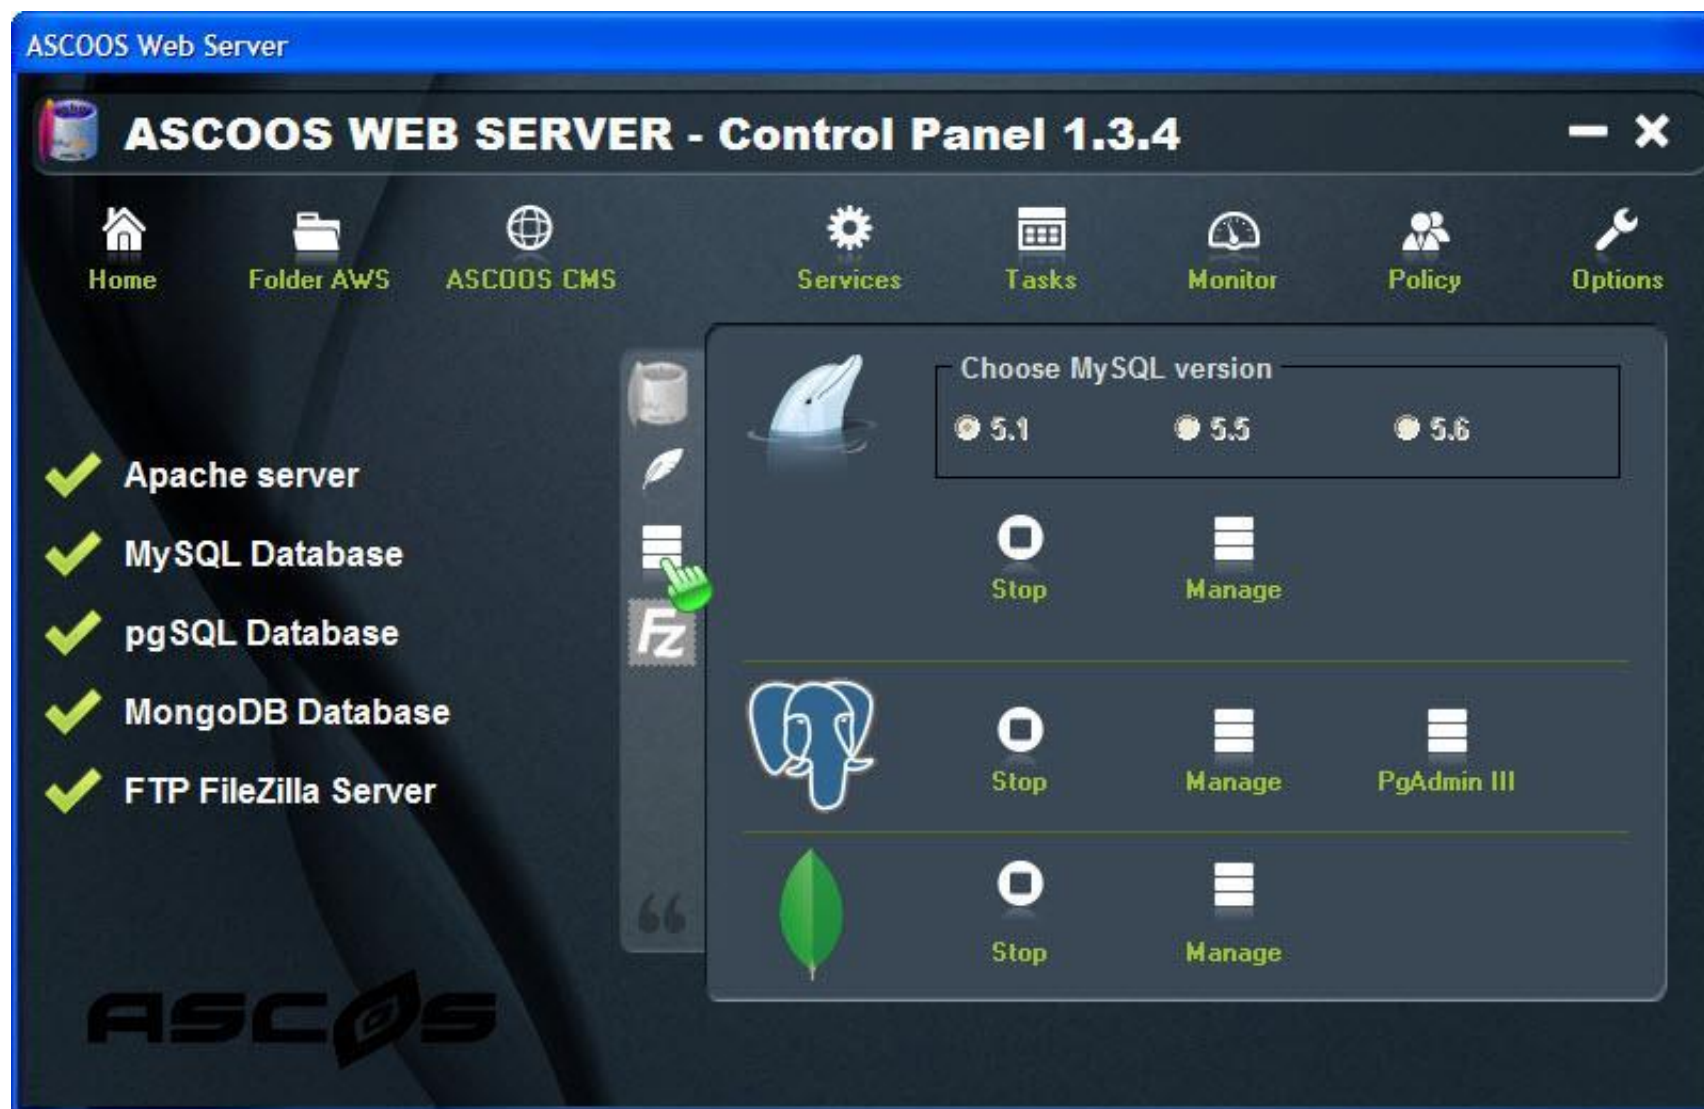 ASCOOS Web Server
ASCOOS WEB SERVER - Control Panel 1.3.4
Home Folder AWS ASCOOS CMS Services Tasks Monitor Policy Options
Choose MySQL version
5.1 5.5 5.6
Apache server
MySQL Database
pgSQL Database
MongoDB Database
FTP FileZilla Server
Fz
Stop Manage
Stop Manage PgAdmin III
Stop Manage
ASCOS